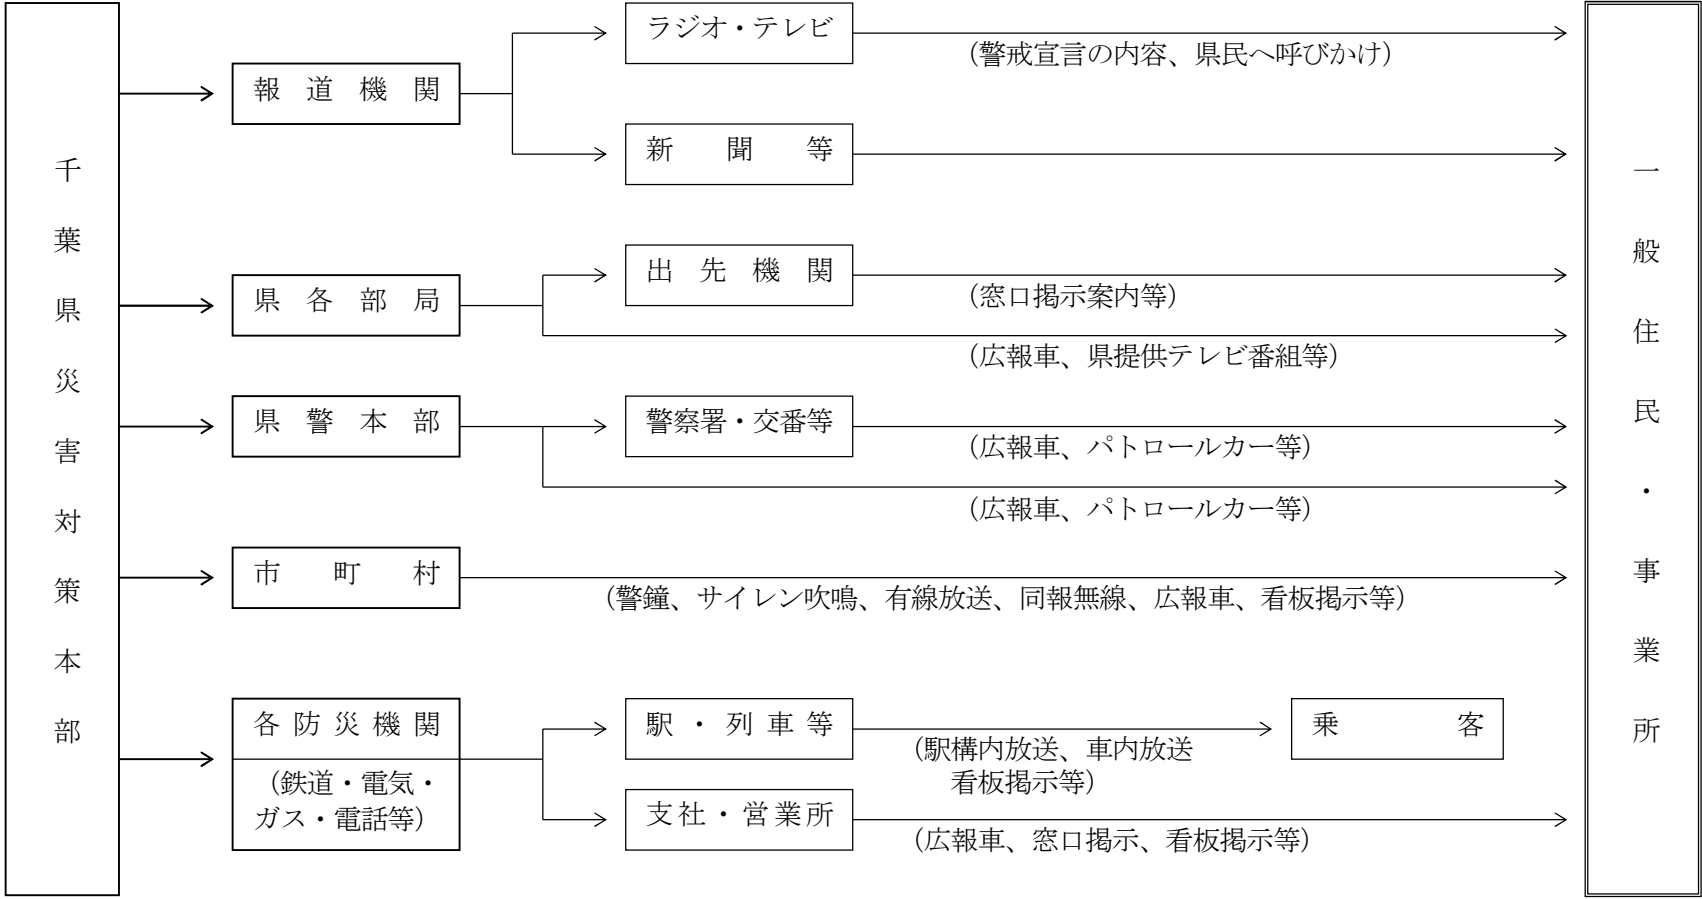 千葉県災害対策本部
報道機関
ラジオ・テレビ
(警戒宣言の内容、県民へ呼びかけ)
新聞等
県各部局
出先機関
(窓口掲示案内等)
(広報車、県提供テレビ番組等)
県警本部
警察署・交番等
(広報車、パトロールカー等)
(広報車、パトロールカー等)
市町村
(警鐘、サイレン吹鳴、有線放送、同報無線、広報車、看板掲示等)
各防災機関
(鉄道・電気・
ガス・電話等)
駅・列車等
(駅構内放送、車内放送
看板掲示等)
乗客
支社・営業所
(広報車、窓口掲示、看板掲示等)
一般住民・事業所